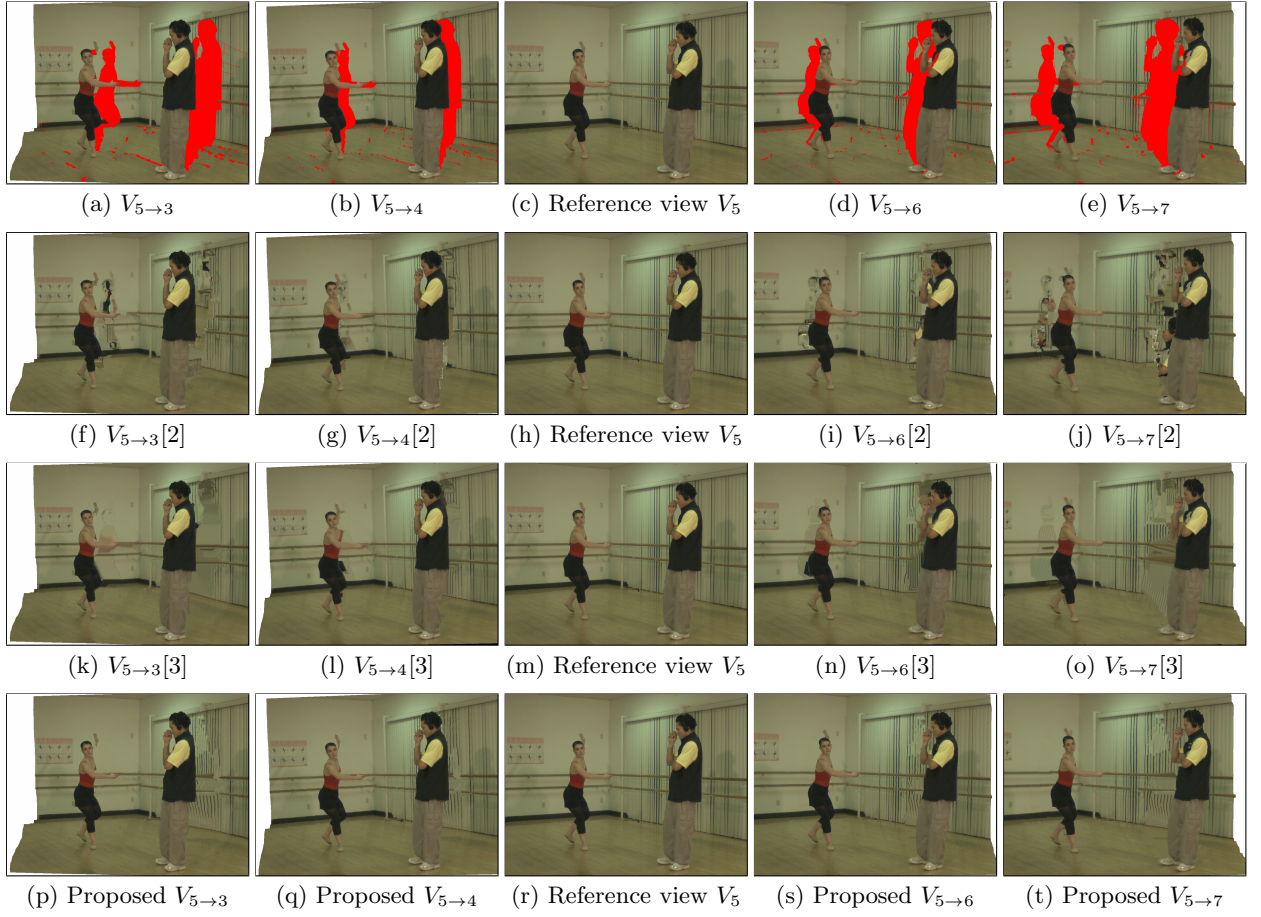 (a) V5→3 (b) V5→4 (c) Reference view V5 (d) V5→6 (e) V5→7
(f) V5→3[2] (g) V5→4[2] (h) Reference view V5 (i) V5→6[2] (j) V5→7[2]
(k) V5→3[3] (l) V5→4[3] (m) Reference view V5 (n) V5→6[3] (o) V5→7[3]
(p) Proposed V5→3 (q) Proposed V5→4 (r) Reference view V5 (s) Proposed V5→6 (t) Proposed V5→7